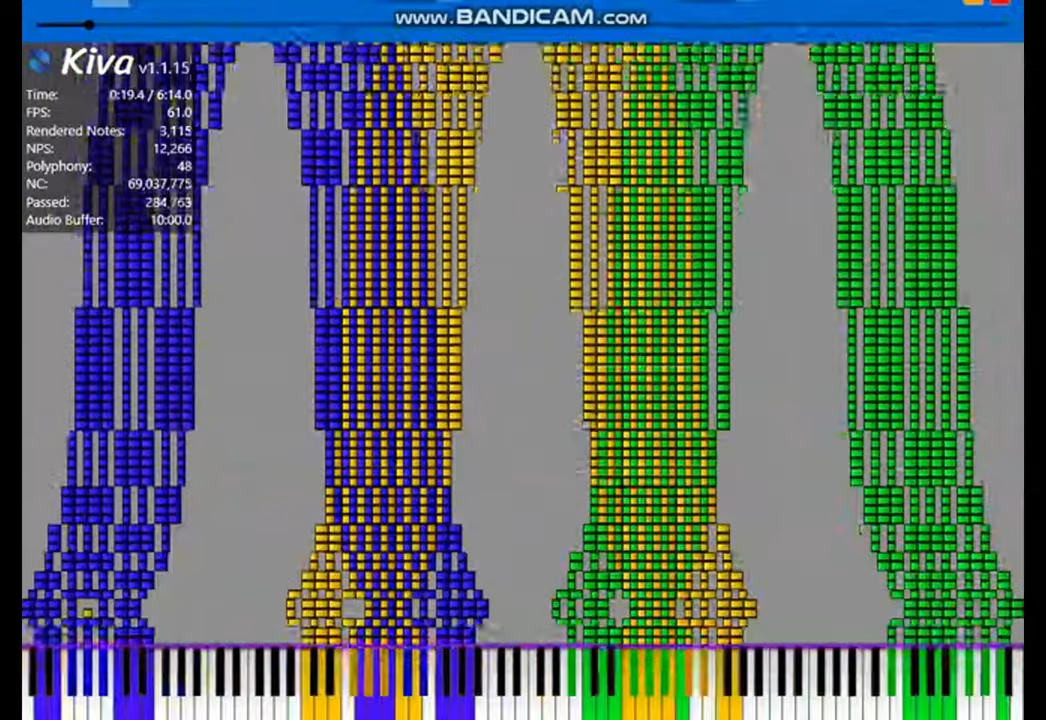 WWW.BANDICAM.COM
Kiva v1.1.15
Time: 0:19.4 / 6:14.0
FPS: 61.0
Rendered Notes: 3,115
NPS: 12,266
Polyphony: 48
NC: 69,037,775
Passed: 284,763
Audio Buffer: 10:00.0